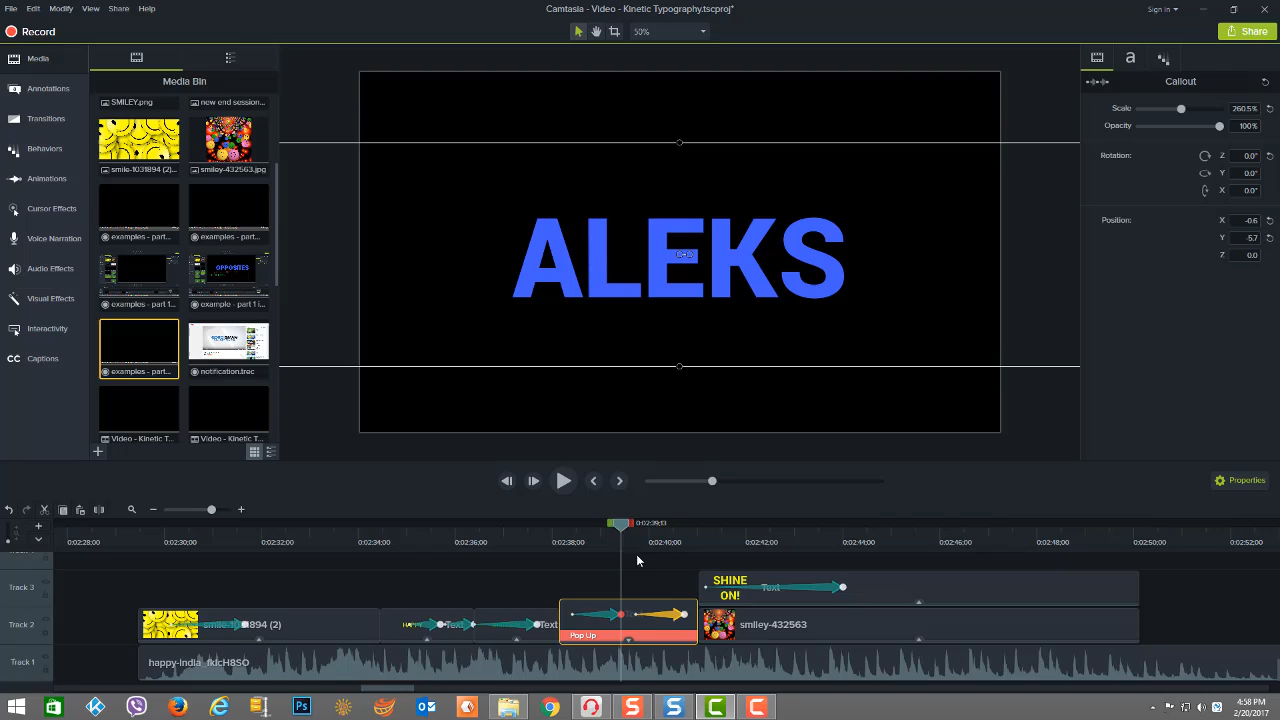 File Edit Modify View Share Help Camtasia - Video - Kinetic Typography.tscproj* Sign in
Record 50% Share
Media
Annotations
Transitions
Behaviors
Animations
Cursor Effects
Voice Narration
Audio Effects
Visual Effects
Interactivity
CC Captions
Media Bin
SMILEY.png new end session...
smile-1031894 (2)... smiley-432563.jpg
examples - part... examples - part...
OPPOSITES
examples - part 1... example - part 1 i...
examples - part... notification.trec
Video - Kinetic T... Video - Kinetic T...
ALEKS
a
Callout
Scale 260.5%
Opacity 100%
Rotation: Z 0.0°
Y 0.0°
X 0.0°
Position: X -0.6
Y -5.7
Z 0.0
Properties
0:02:39;13
0:02:28;00 0:02:30;00 0:02:32;00 0:02:34;00 0:02:36;00 0:02:38;00 0:02:40;00 0:02:42;00 0:02:44;00 0:02:46;00 0:02:48;00 0:02:50;00 0:02:52;00
Track 3 SHINE ON! Text
Track 2 smile-1031894 (2) Text Text Pop Up smiley-432563
Track 1 happy-india_fklcH8SO
4:58 PM
2/20/2017